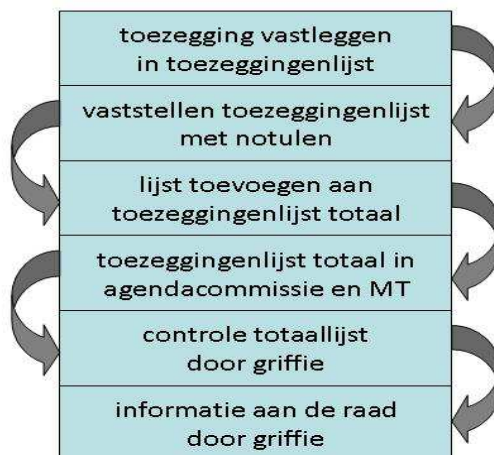 toezegging vastleggen
in toezeggingenlijst
vaststellen toezeggingenlijst
met notulen
lijst toevoegen aan
toezeggingenlijst totaal
toezeggingenlijst totaal in
agendacommissie en MT
controle totaallijst
door griffie
informatie aan de raad
door griffie